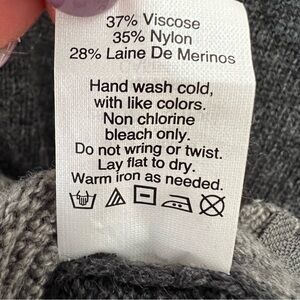 37% Viscose
35% Nylon
28% Laine De Merinos
Hand wash cold,
with like colors.
Non chlorine
bleach only.
Do not wring or twist.
Lay flat to dry.
Warm iron as needed.